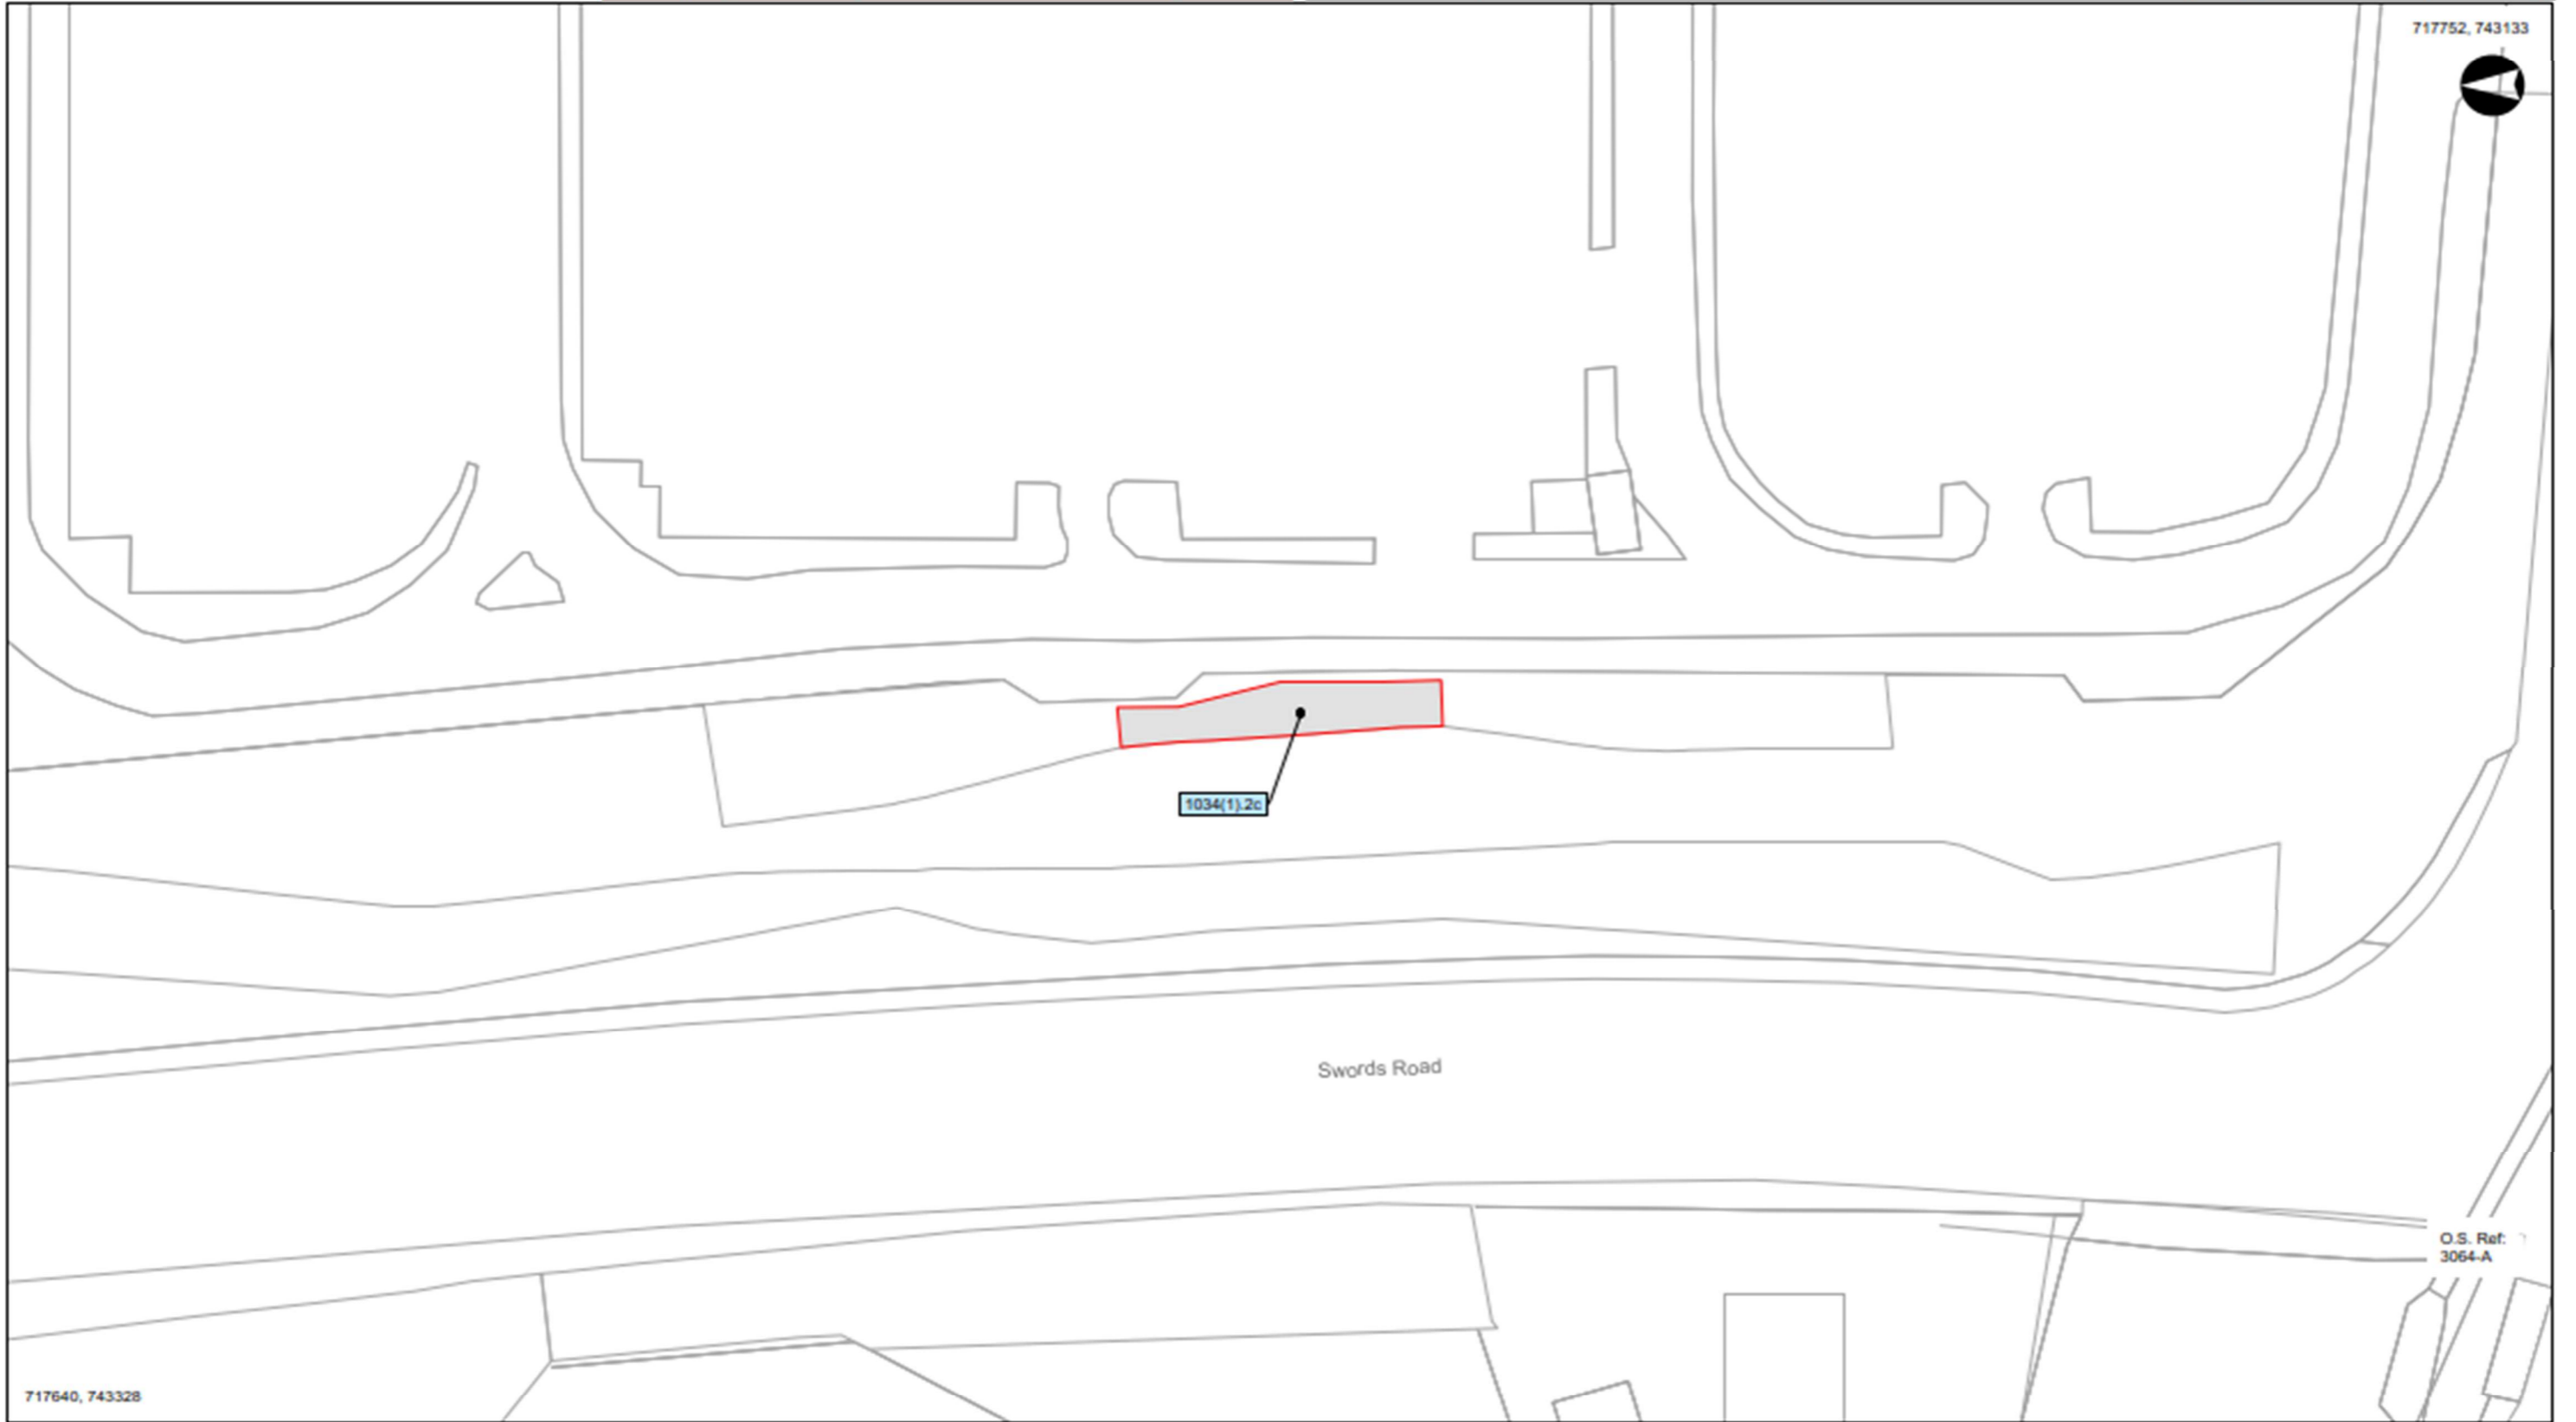 717752, 743133
1034(1).2c
Swords Road
O.S. Ref:
3064-A
717640, 743328